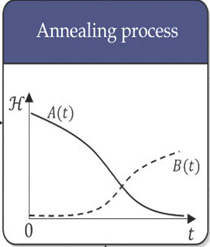 Annealing process
ℋ
A(t)
B(t)
0
t